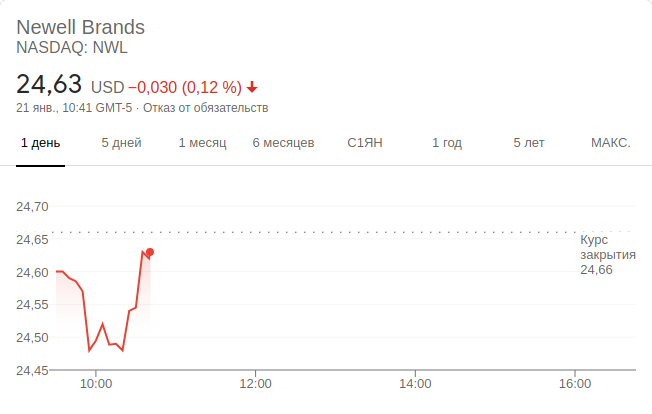 Newell Brands
NASDAQ: NWL
24,63 USD −0,030 (0,12 %)
21 янв., 10:41 GMT-5 · Отказ от обязательств
1 день 5 дней 1 месяц 6 месяцев С1ЯН 1 год 5 лет МАКС.
24,70
24,65
Курс
закрытия
24,66
24,60
24,55
24,50
24,45
10:00 12:00 14:00 16:00